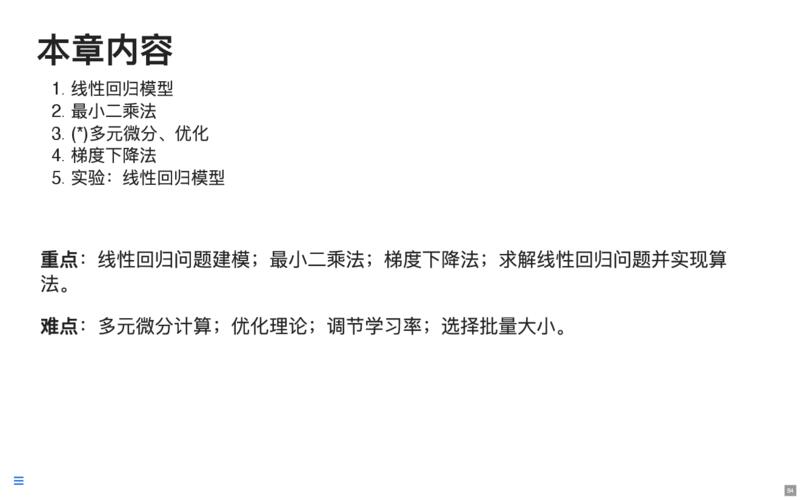 本章内容
1. 线性回归模型
2. 最小二乘法
3. (*)多元微分、优化
4. 梯度下降法
5. 实验：线性回归模型
重点：线性回归问题建模；最小二乘法；梯度下降法；求解线性回归问题并实现算
法。
难点：多元微分计算；优化理论；调节学习率；选择批量大小。
94